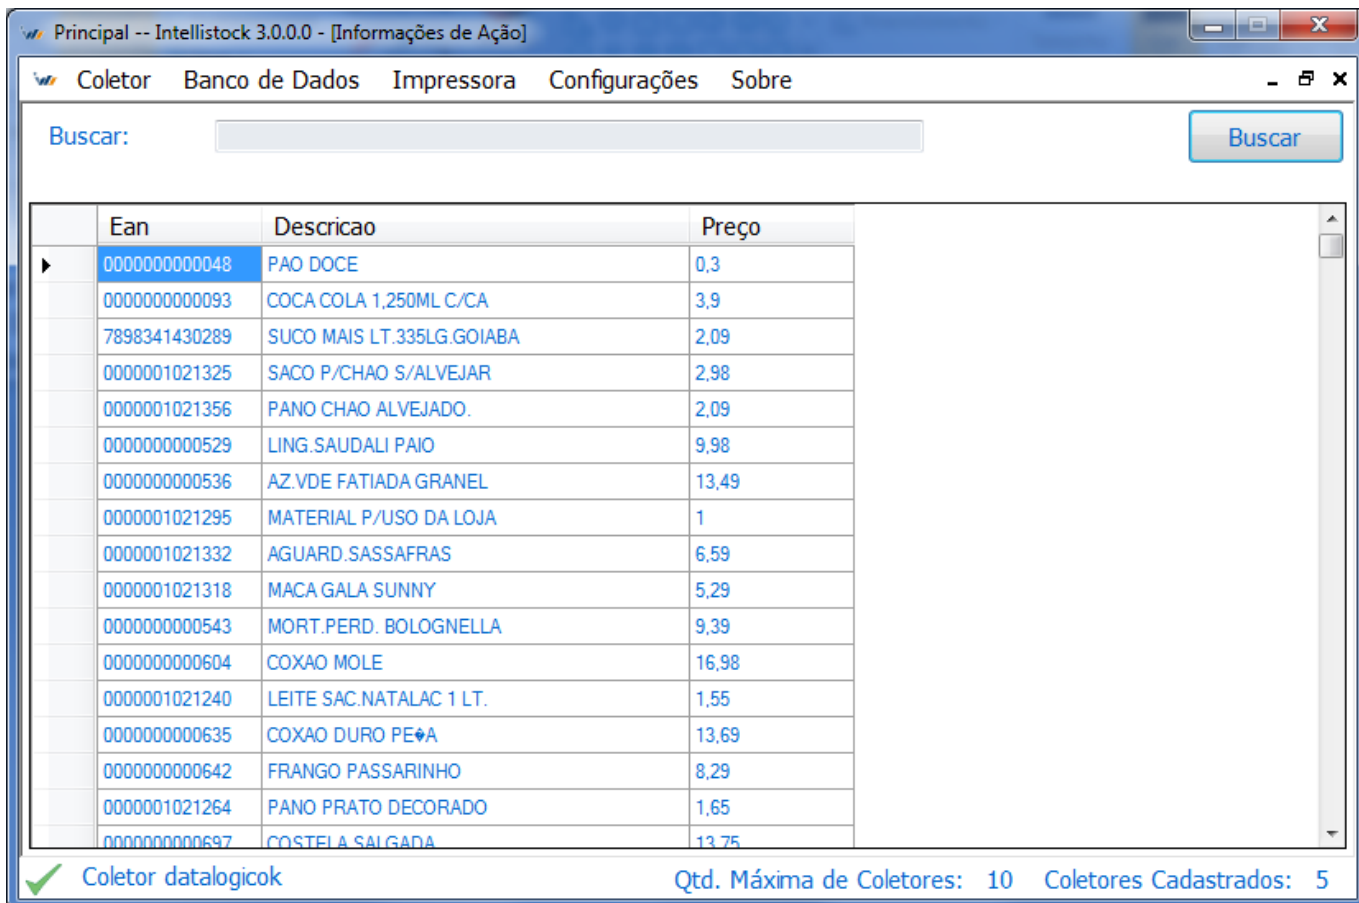 Principal -- Intellistock 3.0.0.0 - [Informações de Ação]
Coletor Banco de Dados Impressora Configurações Sobre
Buscar: Buscar
Ean Descricao Preço
0000000000048 PAO DOCE 0,3
0000000000093 COCA COLA 1,250ML C/CA 3,9
7898341430289 SUCO MAIS LT.335LG.GOIABA 2,09
0000001021325 SACO P/CHAO S/ALVEJAR 2,98
0000001021356 PANO CHAO ALVEJADO. 2,09
0000000000529 LING.SAUDALI PAIO 9,98
0000000000536 AZ.VDE FATIADA GRANEL 13,49
0000001021295 MATERIAL P/USO DA LOJA 1
0000001021332 AGUARD.SASSAFRAS 6,59
0000001021318 MACA GALA SUNNY 5,29
0000000000543 MORT.PERD. BOLOGNELLA 9,39
0000000000604 COXAO MOLE 16,98
0000001021240 LEITE SAC.NATALAC 1 LT. 1,55
0000000000635 COXAO DURO PE�A 13,69
0000000000642 FRANGO PASSARINHO 8,29
0000001021264 PANO PRATO DECORADO 1,65
0000000000697 COSTELA SALGADA 13,75
Coletor datalogicok Qtd. Máxima de Coletores: 10 Coletores Cadastrados: 5